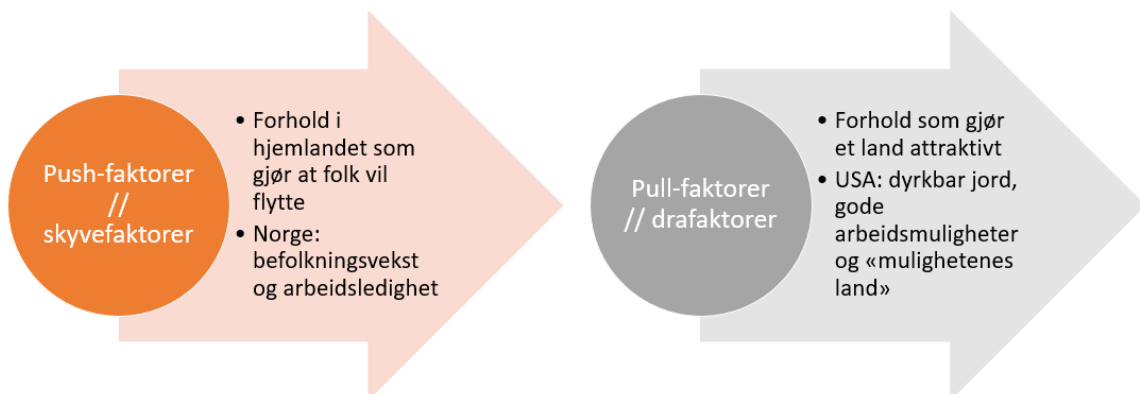 Push-faktorer
//
skyvefaktorer
• Forhold i
hjemlandet som
gjør at folk vil
flytte
• Norge:
befolkningsvekst
og arbeidsledighet
Pull-faktorer
// drafaktorer
• Forhold som gjør
et land attraktivt
• USA: dyrkbar jord,
gode
arbeidsmuligheter
og «mulighetenes
land»